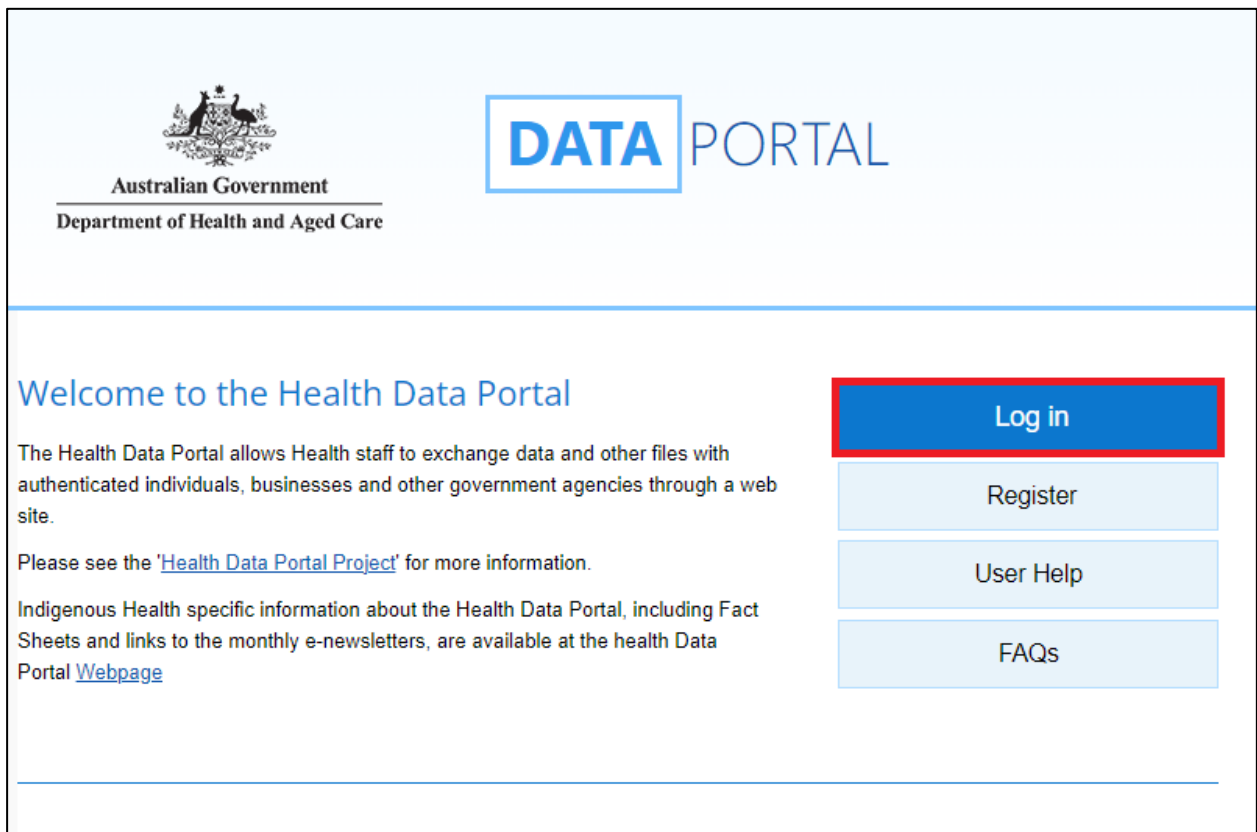 Australian Government
Department of Health and Aged Care
DATA PORTAL
Welcome to the Health Data Portal
The Health Data Portal allows Health staff to exchange data and other files with
authenticated individuals, businesses and other government agencies through a web
site.
Please see the 'Health Data Portal Project' for more information.
Indigenous Health specific information about the Health Data Portal, including Fact
Sheets and links to the monthly e-newsletters, are available at the health Data
Portal Webpage
Log in
Register
User Help
FAQs